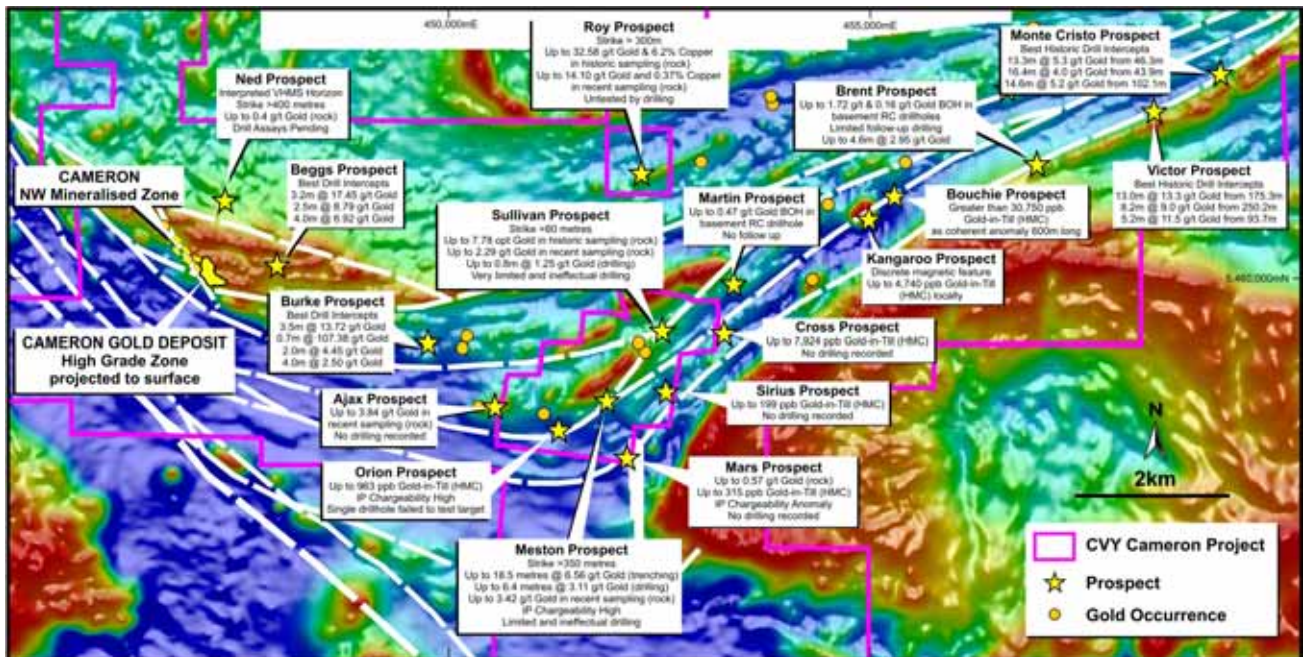 450,000mE
455,000mE
Roy Prospect
Strike > 300m
Up to 32.58 g/t Gold & 6.2% Copper
in historic sampling (rock)
Up to 14.10 g/t Gold and 0.37% Copper
in recent sampling (rock)
Untested by drilling
Monte Cristo Prospect
Best Historic Drill Intercepts
13.3m @ 5.3 g/t Gold from 46.3m
16.4m @ 4.0 g/t Gold from 43.9m
14.6m @ 5.2 g/t Gold from 102.1m
Ned Prospect
Interpreted VHMS Horizon
Strike >400 metres
Up to 0.4 g/t Gold (rock)
Drill Assays Pending
Brent Prospect
Up to 1.72 g/t & 0.16 g/t Gold BOH in
basement RC drillholes
Limited follow-up drilling
Up to 4.6m @ 2.95 g/t Gold
CAMERON
NW Mineralised Zone
Beggs Prospect
Best Drill Intercepts
3.2m @ 17.45 g/t Gold
2.5m @ 8.79 g/t Gold
4.0m @ 6.92 g/t Gold
Sullivan Prospect
Strike >60 metres
Up to 7.78 opt Gold in historic sampling (rock)
Up to 2.29 g/t Gold in recent sampling (rock)
Up to 0.8m @ 1.25 g/t Gold (drilling)
Very limited and ineffectual drilling
Martin Prospect
Up to 0.47 g/t Gold BOH in
basement RC drillhole
No follow up
Bouchie Prospect
Greater than 30,750 ppb
Gold-in-Till (HMC)
as coherent anomaly 600m long
Victor Prospect
Best Historic Drill Intercepts
13.0m @ 13.3 g/t Gold from 175.3m
8.2m @ 9.0 g/t Gold from 250.2m
5.2m @ 11.5 g/t Gold from 93.7m
Kangaroo Prospect
Discrete magnetic feature
Up to 4,740 ppb Gold-in-Till
(HMC) locally
5,460,000mN
Burke Prospect
Best Drill Intercepts
3.5m @ 13.72 g/t Gold
0.7m @ 107.38 g/t Gold
2.0m @ 4.45 g/t Gold
4.0m @ 2.50 g/t Gold
CAMERON GOLD DEPOSIT
High Grade Zone
projected to surface
Cross Prospect
Up to 7,924 ppb Gold-in-Till (HMC)
No drilling recorded
Ajax Prospect
Up to 3.84 g/t Gold in
recent sampling (rock)
No drilling recorded
Sirius Prospect
Up to 199 ppb Gold-in-Till (HMC)
No drilling recorded
Orion Prospect
Up to 963 ppb Gold-in-Till (HMC)
IP Chargeability High
Single drillhole failed to test target
Mars Prospect
Up to 0.57 g/t Gold (rock)
Up to 315 ppb Gold-in-Till (HMC)
IP Chargeability Anomaly
No drilling recorded
Meston Prospect
Strike >350 metres
Up to 16.5 metres @ 6.56 g/t Gold (trenching)
Up to 6.4 metres @ 3.11 g/t Gold (drilling)
Up to 3.42 g/t Gold in recent sampling (rock)
IP Chargeability High
Limited and ineffectual drilling
N
2km
CVY Cameron Project
Prospect
Gold Occurrence